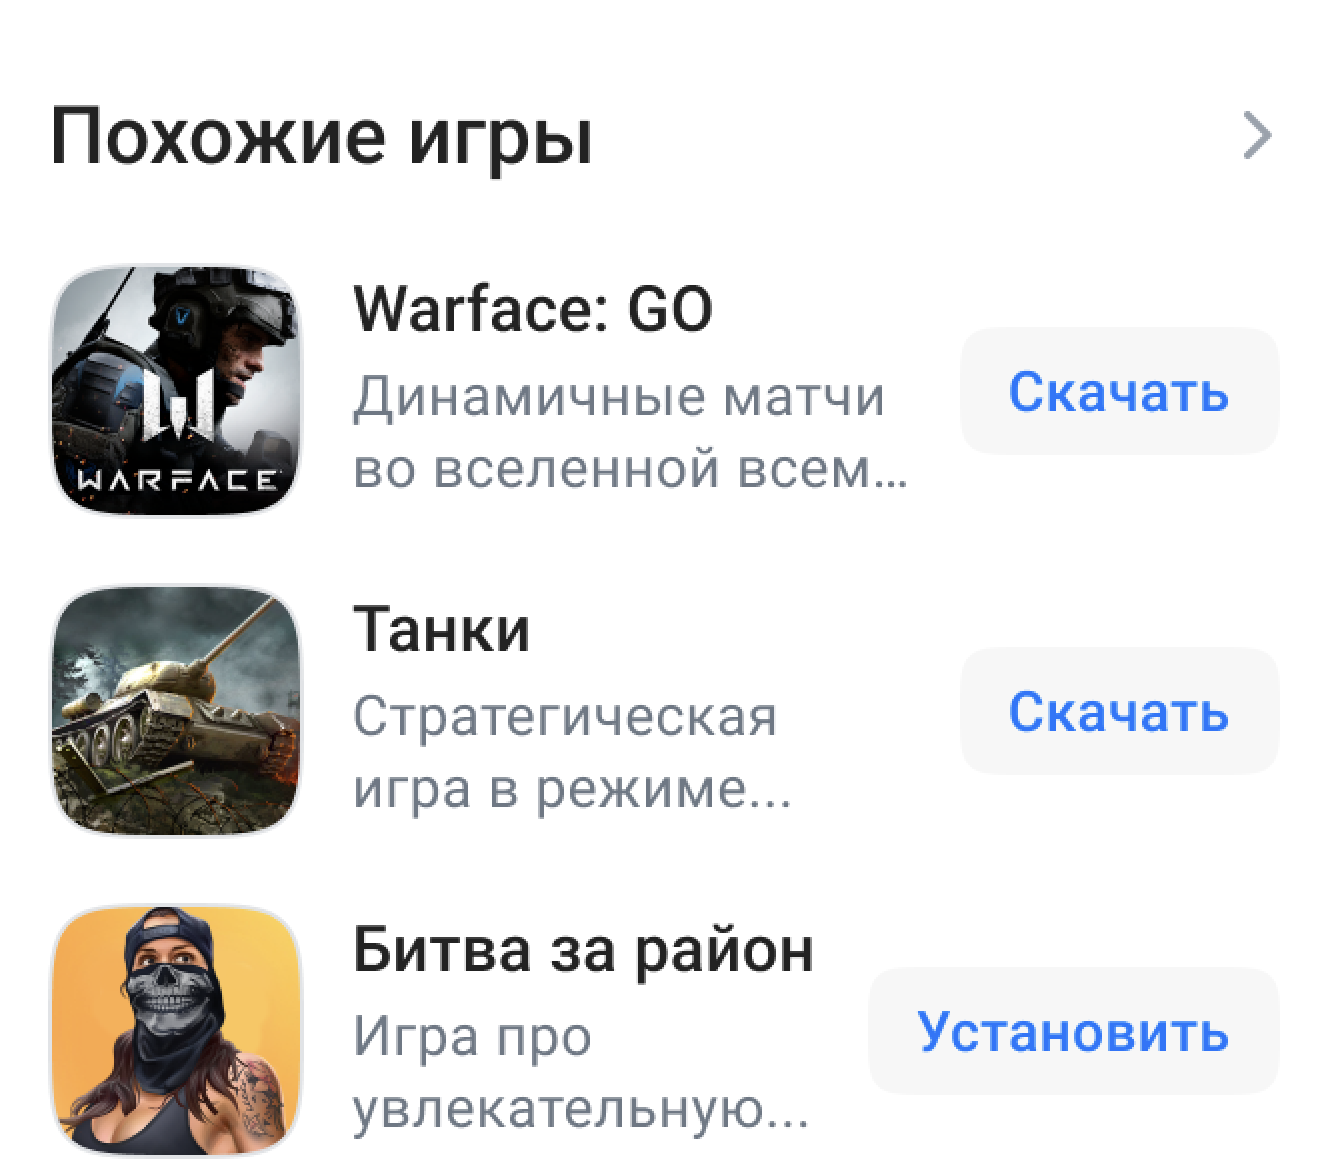 Похожие игры
WARFACE
Warface: GO
Динамичные матчи
во вселенной всем…
Скачать
Танки
Стратегическая
игра в режиме...
Скачать
Битва за район
Игра про
увлекательную...
Установить